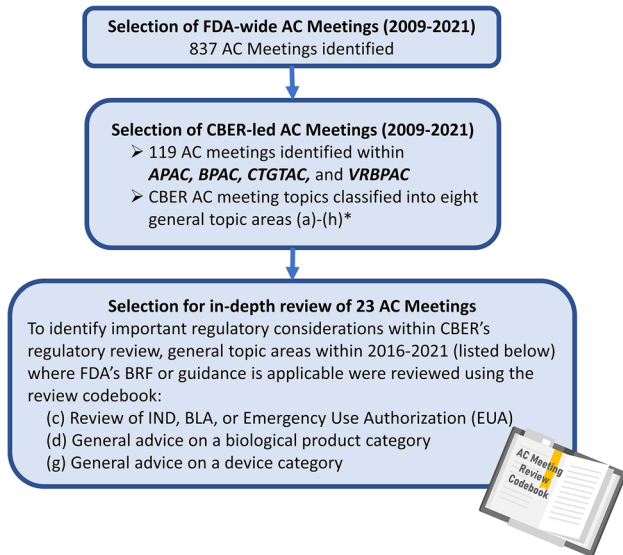 Selection of FDA-wide AC Meetings (2009-2021)
837 AC Meetings identified
Selection of CBER-led AC Meetings (2009-2021)
➢ 119 AC meetings identified within
APAC, BPAC, CTGTAC, and VRBPAC
➢ CBER AC meeting topics classified into eight
general topic areas (a)-(h)*
Selection for in-depth review of 23 AC Meetings
To identify important regulatory considerations within CBER's
regulatory review, general topic areas within 2016-2021 (listed below)
where FDA's BRF or guidance is applicable were reviewed using the
review codebook:
(c) Review of IND, BLA, or Emergency Use Authorization (EUA)
(d) General advice on a biological product category
(g) General advice on a device category
AC Meeting
Review
Codebook